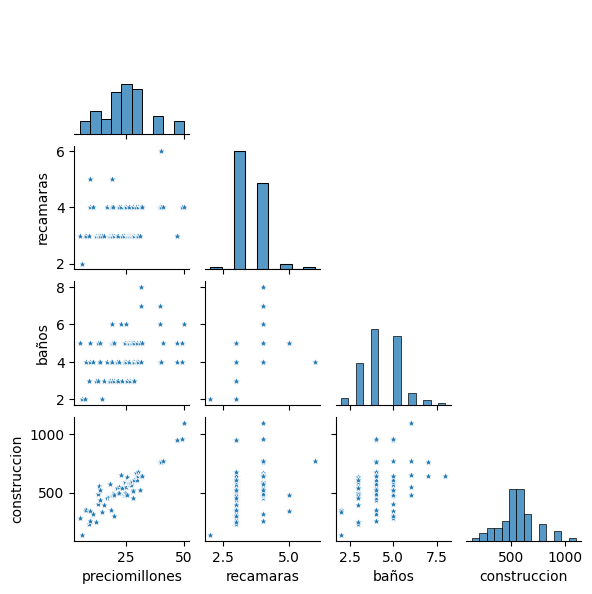 recamaras
6
4
2
baños
8
6
4
2
construccion
1000
500
25
50
preciomillones
2.5
5.0
recamaras
2.5
5.0
7.5
baños
500
1000
construccion